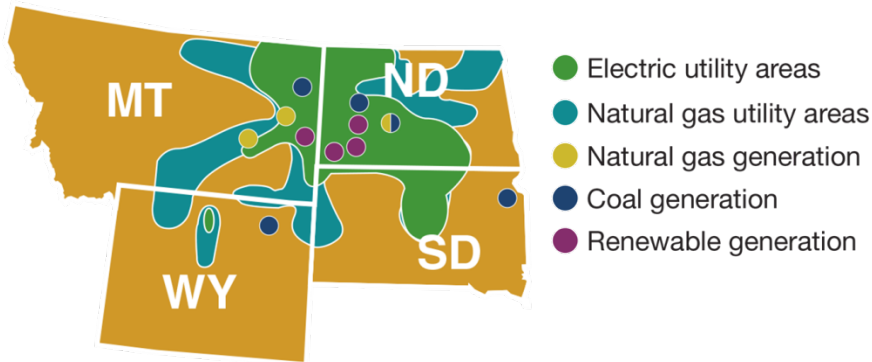 MT
ND
WY
SD
Electric utility areas
Natural gas utility areas
Natural gas generation
Coal generation
Renewable generation